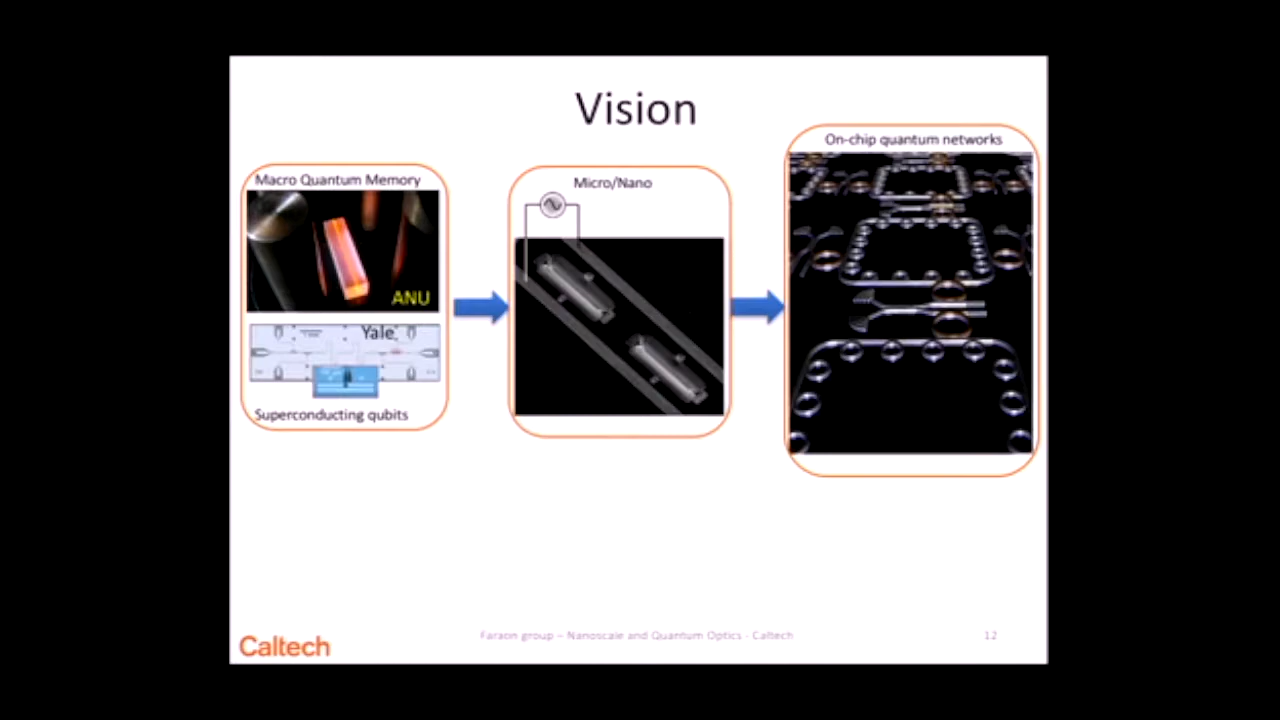 Vision
Macro Quantum Memory
ANU
Yale
Superconducting qubits
Micro/Nano
On-chip quantum networks
Caltech
Faraon group – Nanoscale and Quantum Optics - Caltech
12